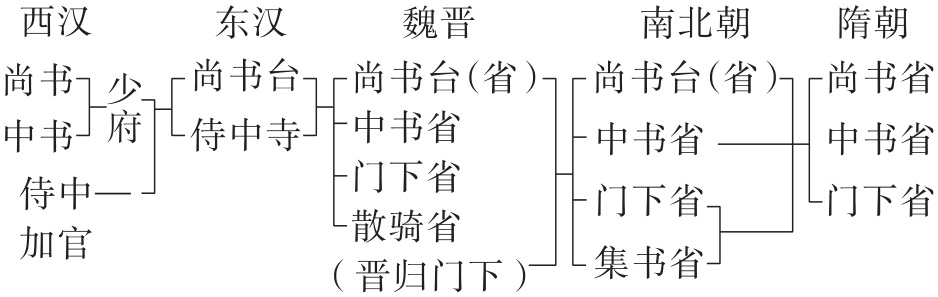 西汉 东汉 魏晋 南北朝 隋朝
尚书 少府 尚书台 尚书台(省) 尚书台(省) 尚书省
中书 侍中寺 中书省 中书省 中书省
侍中 门下省 门下省 门下省
加官 散骑省 集书省
(晋归门下)